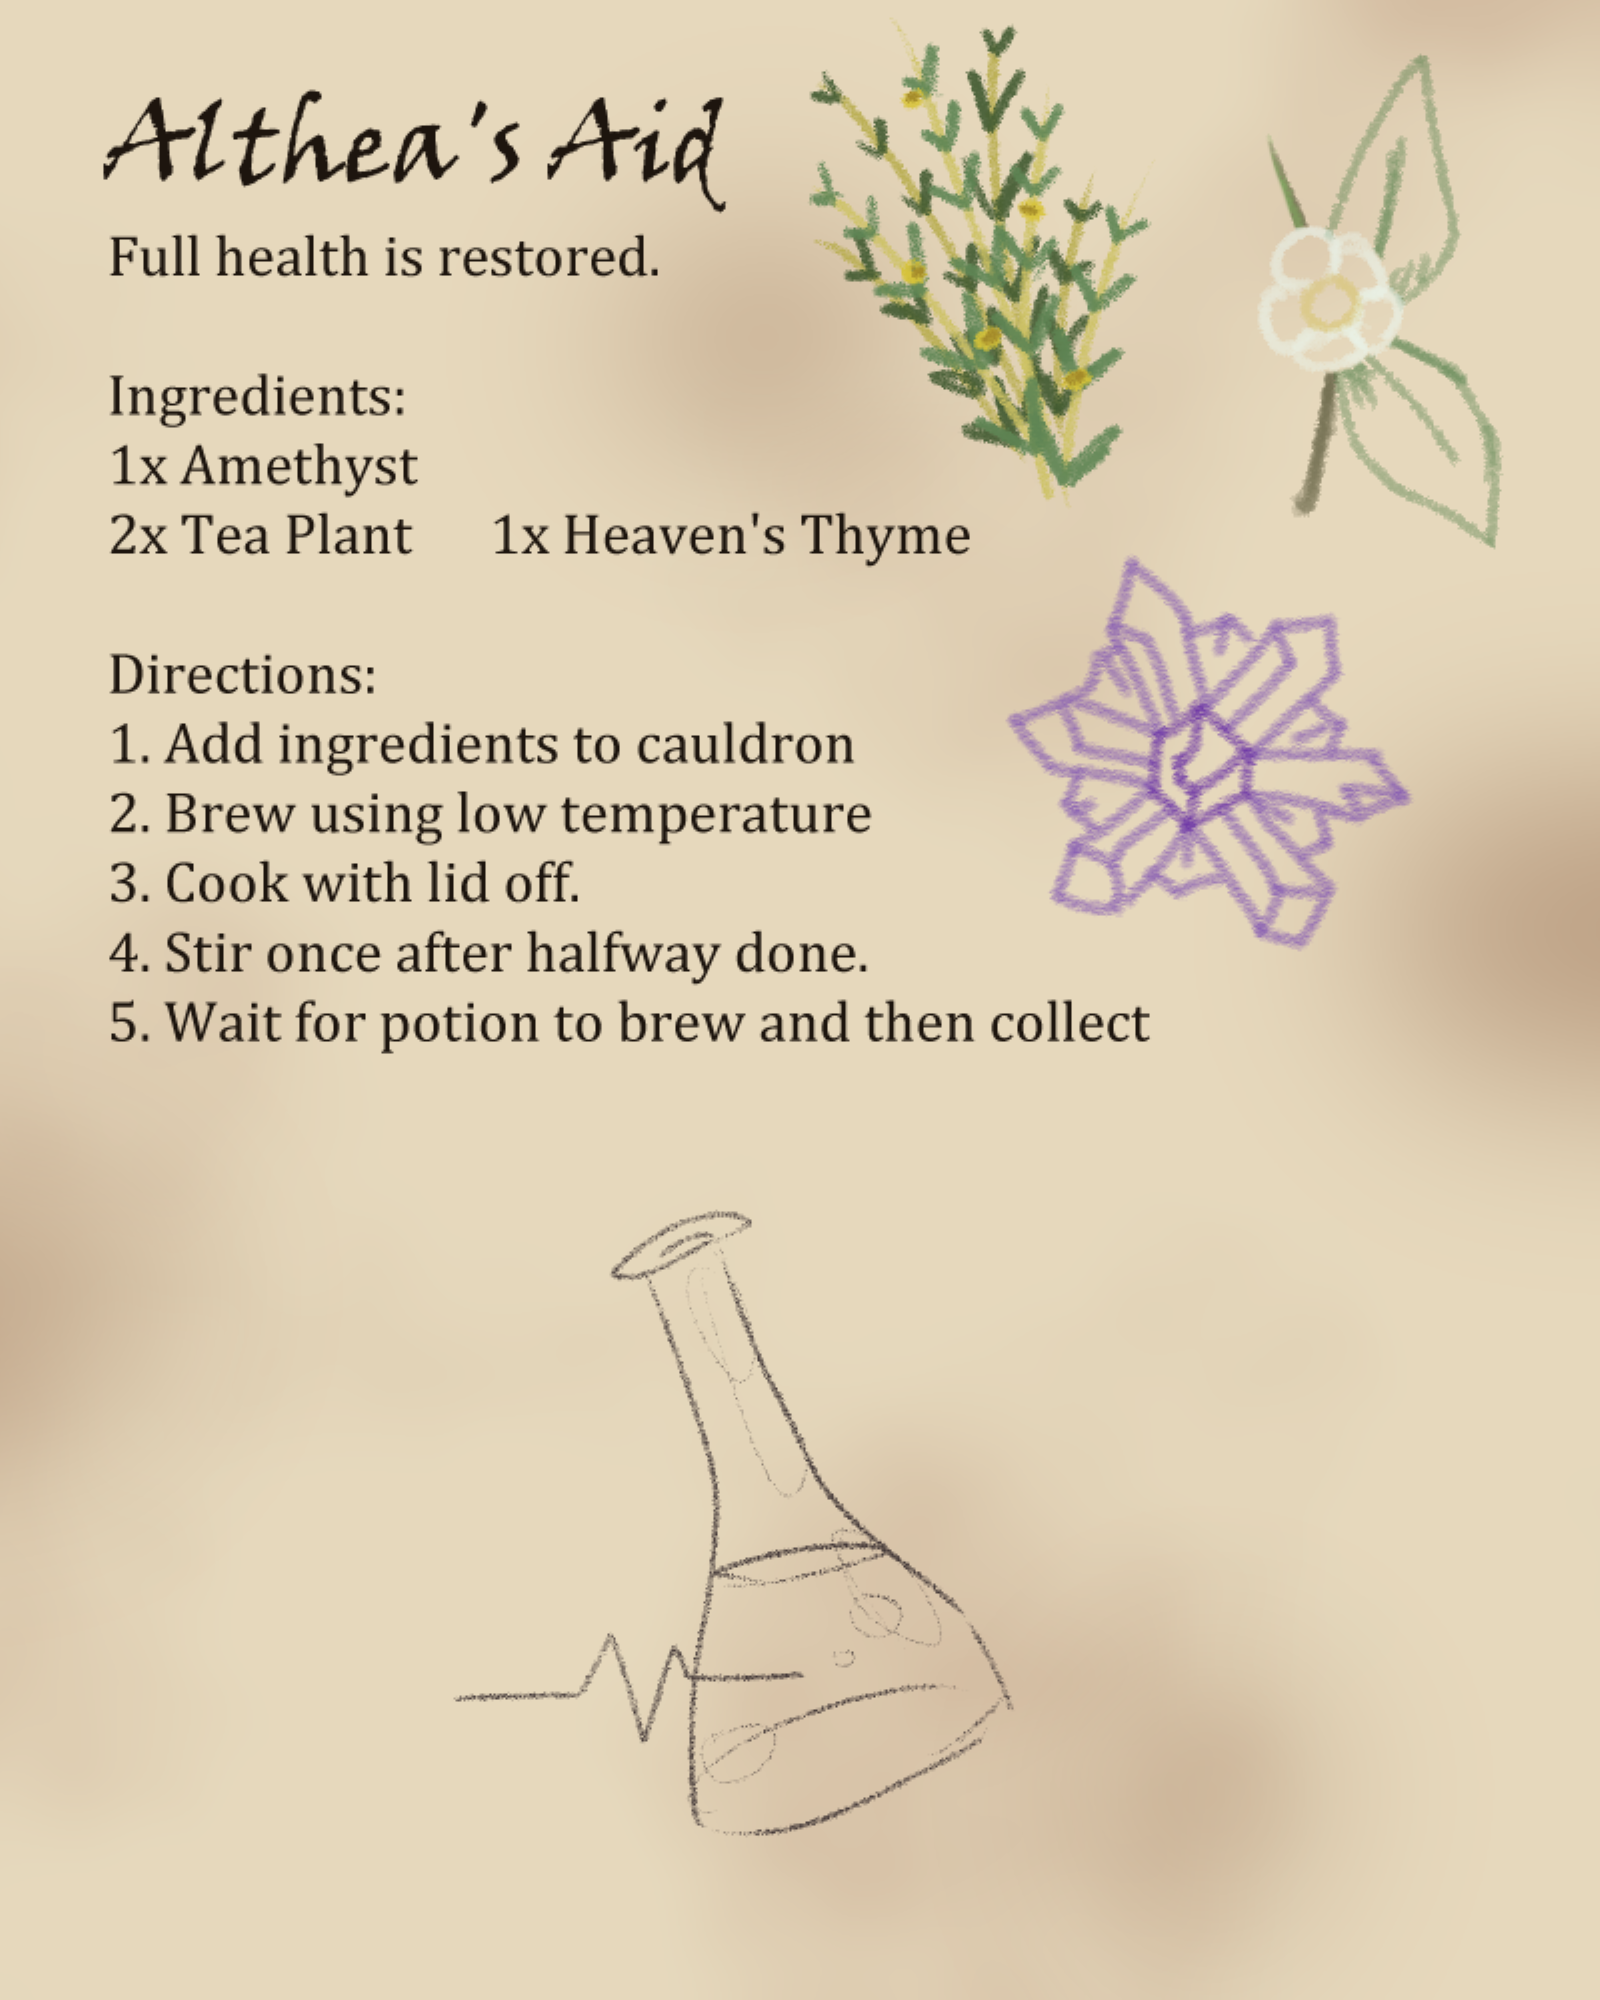 Althea's Aid
Full health is restored.
Ingredients:
1x Amethyst
2x Tea Plant 1x Heaven's Thyme
Directions:
1. Add ingredients to cauldron
2. Brew using low temperature
3. Cook with lid off.
4. Stir once after halfway done.
5. Wait for potion to brew and then collect